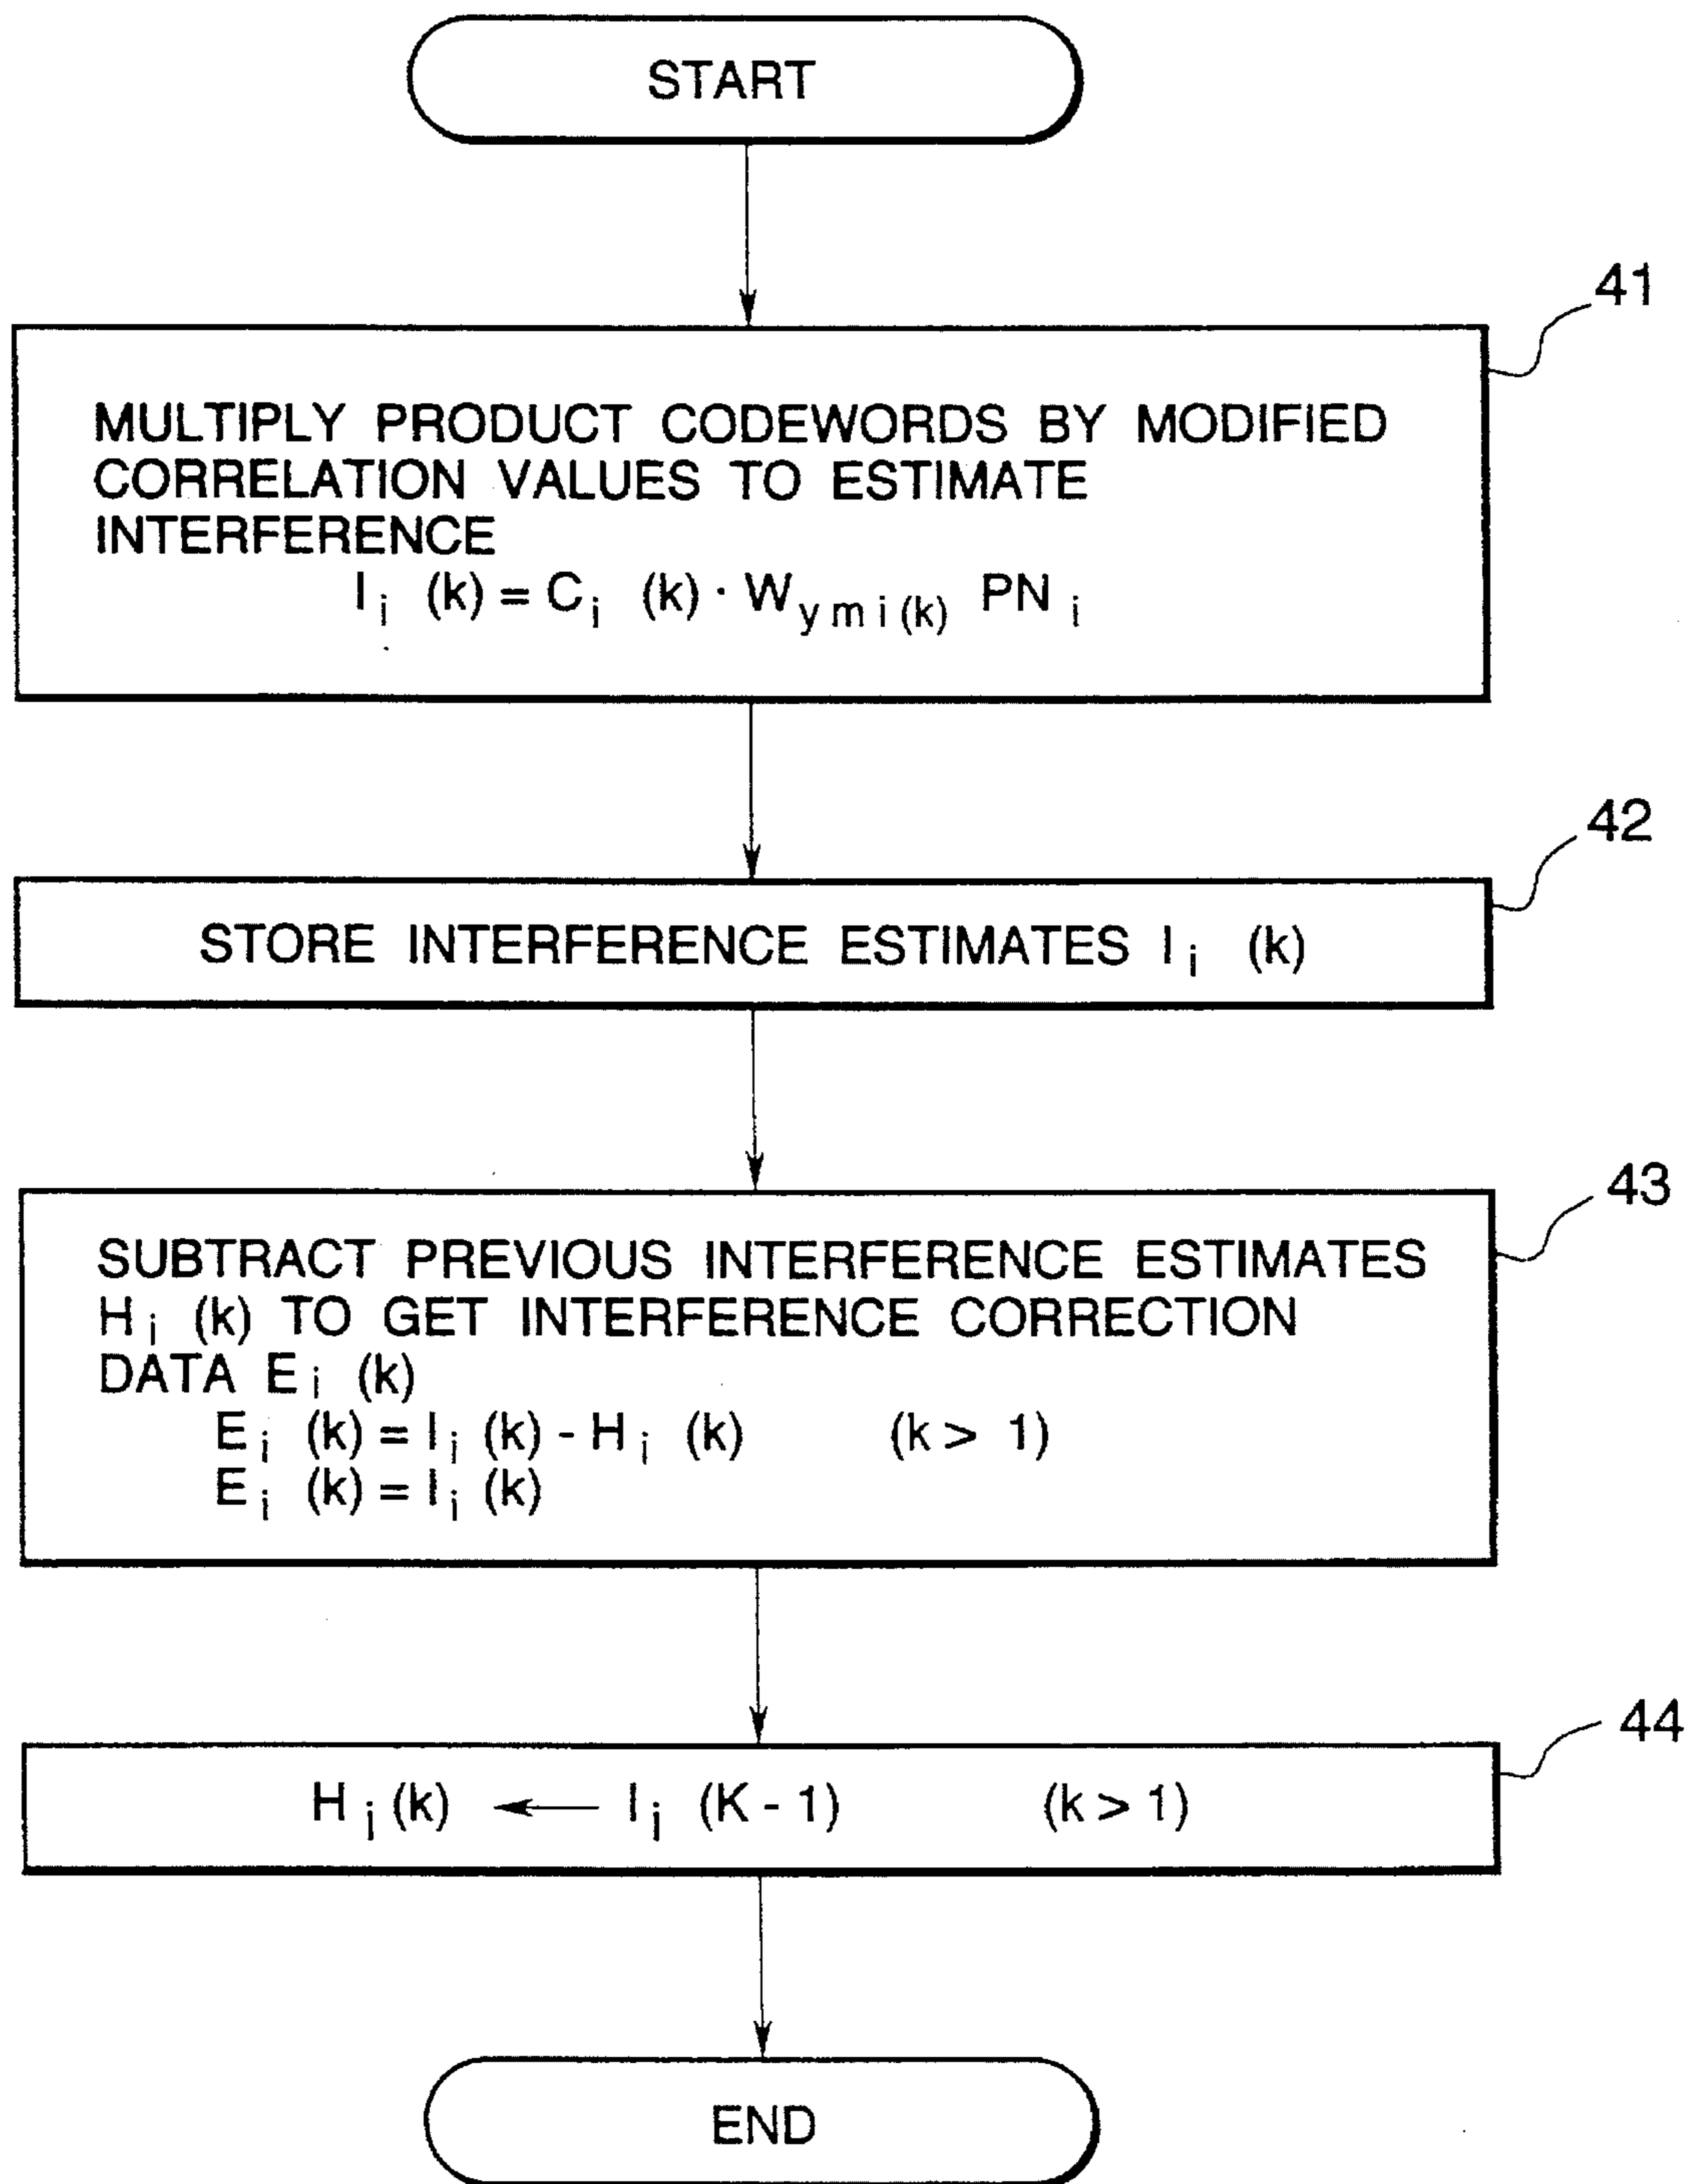 START
41
MULTIPLY PRODUCT CODEWORDS BY MODIFIED
CORRELATION VALUES TO ESTIMATE
INTERFERENCE
I i (k) = C i (k) · W y m i (k) PN i
42
STORE INTERFERENCE ESTIMATES I i (k)
43
SUBTRACT PREVIOUS INTERFERENCE ESTIMATES
H i (k) TO GET INTERFERENCE CORRECTION
DATA E i (k)
E i (k) = I i (k) - H i (k) (k > 1)
E i (k) = I i (k)
44
H i (k) ← I i (K - 1) (k > 1)
END